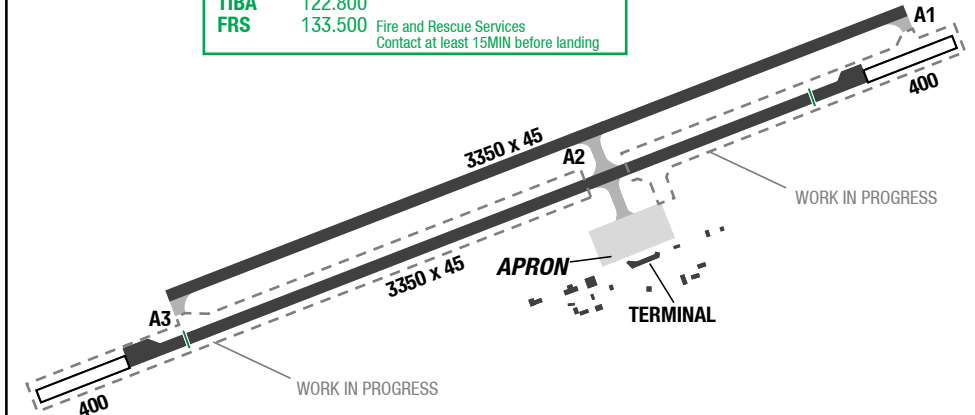 TIBA 122.800
FRS 133.500 Fire and Rescue Services
Contact at least 15MIN before landing
A1
400
3350 x 45
A2
WORK IN PROGRESS
APRON
3350 x 45
TERMINAL
A3
WORK IN PROGRESS
400